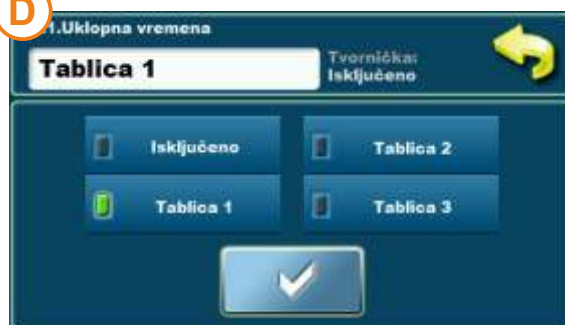 D
1.Uklopna vremena
Tablica 1
Tvornička:
Isključeno
Isključeno
Tablica 2
Tablica 1
Tablica 3